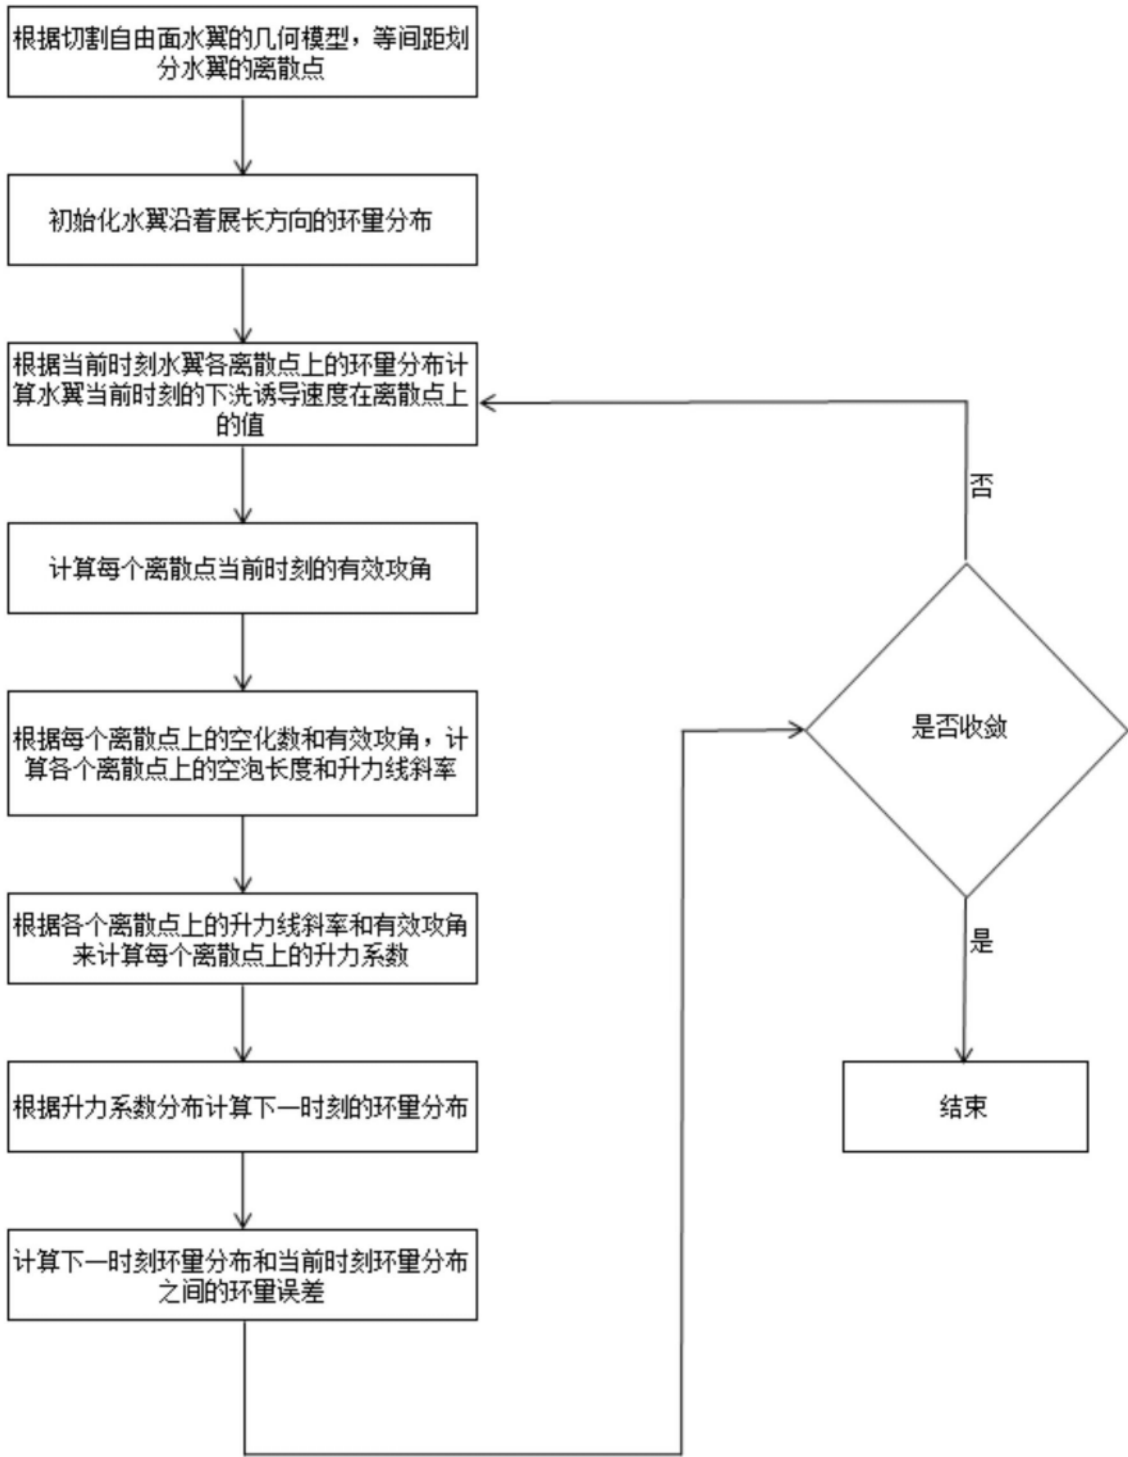 根据切割自由面水翼的几何模型，等间距划
分水翼的离散点
初始化水翼沿着展长方向的环量分布
根据当前时刻水翼各离散点上的环量分布计
算水翼当前时刻的下洗诱导速度在离散点上
的值
计算每个离散点当前时刻的有效攻角
根据每个离散点上的空化数和有效攻角，计
算各个离散点上的空泡长度和升力线斜率
根据各个离散点上的升力线斜率和有效攻角
来计算每个离散点上的升力系数
根据升力系数分布计算下一时刻的环量分布
计算下一时刻环量分布和当前时刻环量分布
之间的环量误差
否
是否收敛
是
结束